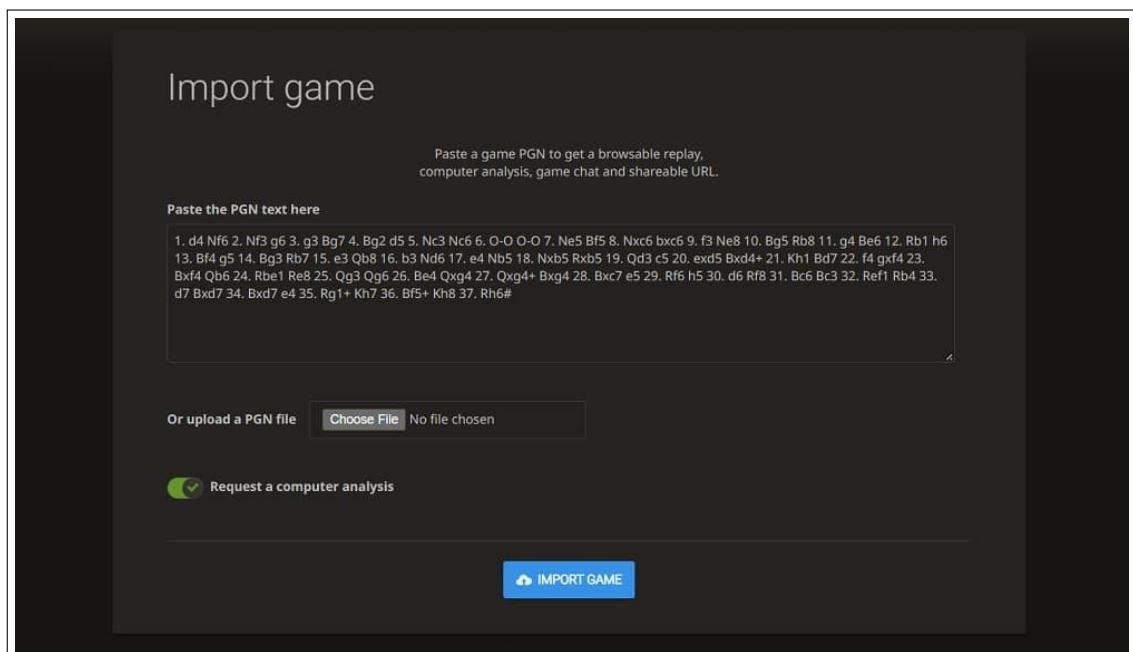 Import game
Paste a game PGN to get a browsable replay,
computer analysis, game chat and shareable URL.
Paste the PGN text here
1. d4 Nf6 2. Nf3 g6 3. g3 Bg7 4. Bg2 d5 5. Nc3 Nc6 6. O-O O-O 7. Ne5 Bf5 8. Nxc6 bxc6 9. f3 Ne8 10. Bg5 Rb8 11. g4 Be6 12. Rb1 h6
13. Bf4 g5 14. Bg3 Rb7 15. e3 Qb8 16. b3 Nd6 17. e4 Nb5 18. Nxb5 Rxb5 19. Qd3 c5 20. exd5 Bxd4+ 21. Kh1 Bd7 22. f4 gxf4 23.
Bxf4 Qb6 24. Rbe1 Re8 25. Qg3 Qg6 26. Be4 Qxg4 27. Qxg4+ Bxg4 28. Bxc7 e5 29. Rf6 h5 30. d6 Rf8 31. Bc6 Bc3 32. Ref1 Rb4 33.
d7 Bxd7 34. Bxd7 e4 35. Rg1+ Kh7 36. Bf5+ Kh8 37. Rh6#
Or upload a PGN file Choose File No file chosen
Request a computer analysis
IMPORT GAME